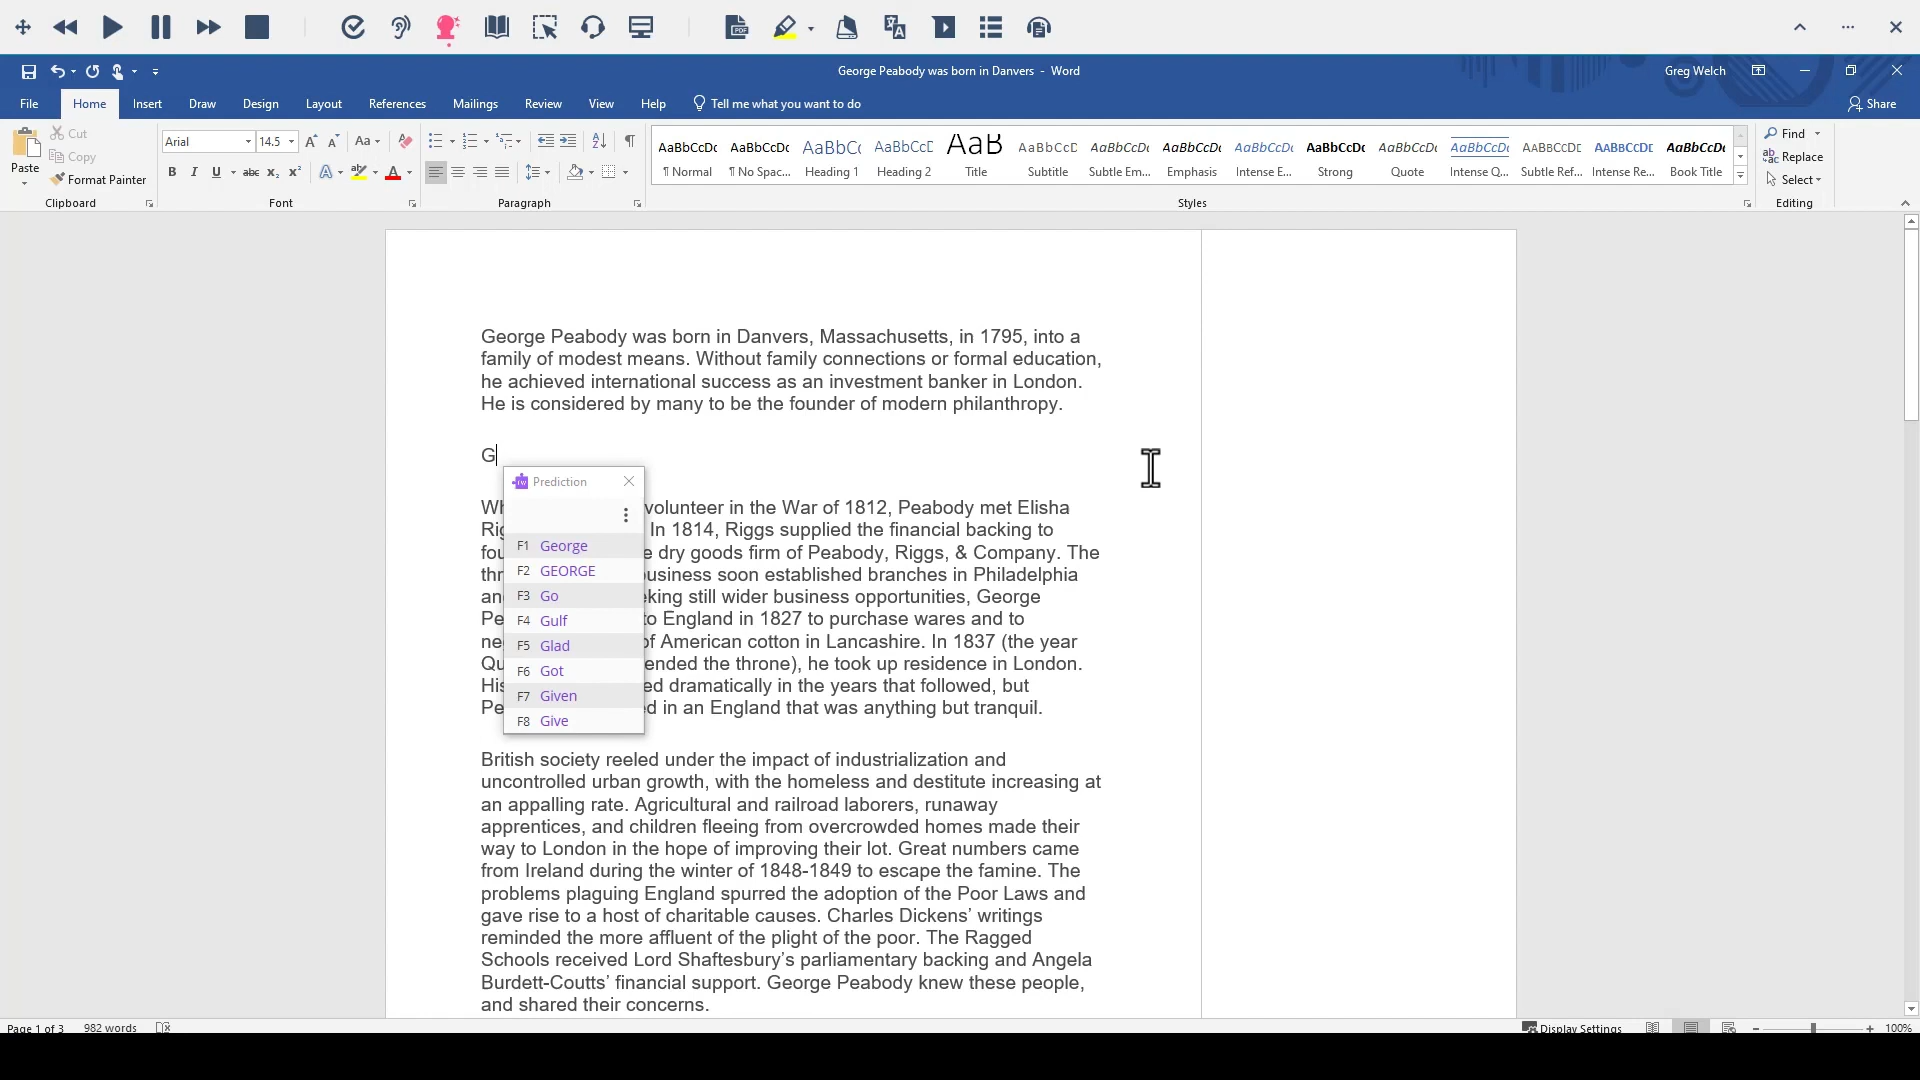 PDF
George Peabody was born in Danvers - Word
Greg Welch
File Home Insert Draw Design Layout References Mailings Review View Help Tell me what you want to do
Share
Paste
Cut
Copy
Format Painter
Clipboard
Arial 14.5
Aa
B I U abc x₂ x²
Font
Paragraph
AaBbCcDc AaBbCcDc AaBbCc AaBbCcD AaB AaBbCcD AaBbCcDc AaBbCcDc AaBbCcDc AaBbCcDc AaBbCcDc AaBbCcDc AaBbCcDc AaBbCcDc AaBbCcDc
¶ Normal ¶ No Spac... Heading 1 Heading 2 Title Subtitle Subtle Em... Emphasis Intense E... Strong Quote Intense Q... Subtle Ref... Intense Re... Book Title
Styles
Find
Replace
Select
Editing
George Peabody was born in Danvers, Massachusetts, in 1795, into a
family of modest means. Without family connections or formal education,
he achieved international success as an investment banker in London.
He is considered by many to be the founder of modern philanthropy.
G
Prediction
F1 George
F2 GEORGE
F3 Go
F4 Gulf
F5 Glad
F6 Got
F7 Given
F8 Give
volunteer in the War of 1812, Peabody met Elisha
In 1814, Riggs supplied the financial backing to
dry goods firm of Peabody, Riggs, & Company. The
business soon established branches in Philadelphia
still wider business opportunities, George
to England in 1827 to purchase wares and to
of American cotton in Lancashire. In 1837 (the year
the throne), he took up residence in London.
dramatically in the years that followed, but
in an England that was anything but tranquil.
British society reeled under the impact of industrialization and
uncontrolled urban growth, with the homeless and destitute increasing at
an appalling rate. Agricultural and railroad laborers, runaway
apprentices, and children fleeing from overcrowded homes made their
way to London in the hope of improving their lot. Great numbers came
from Ireland during the winter of 1848-1849 to escape the famine. The
problems plaguing England spurred the adoption of the Poor Laws and
gave rise to a host of charitable causes. Charles Dickens’ writings
reminded the more affluent of the plight of the poor. The Ragged
Schools received Lord Shaftesbury’s parliamentary backing and Angela
Burdett-Coutts’ financial support. George Peabody knew these people,
and shared their concerns.
Page 1 of 3 982 words
Display Settings
100%